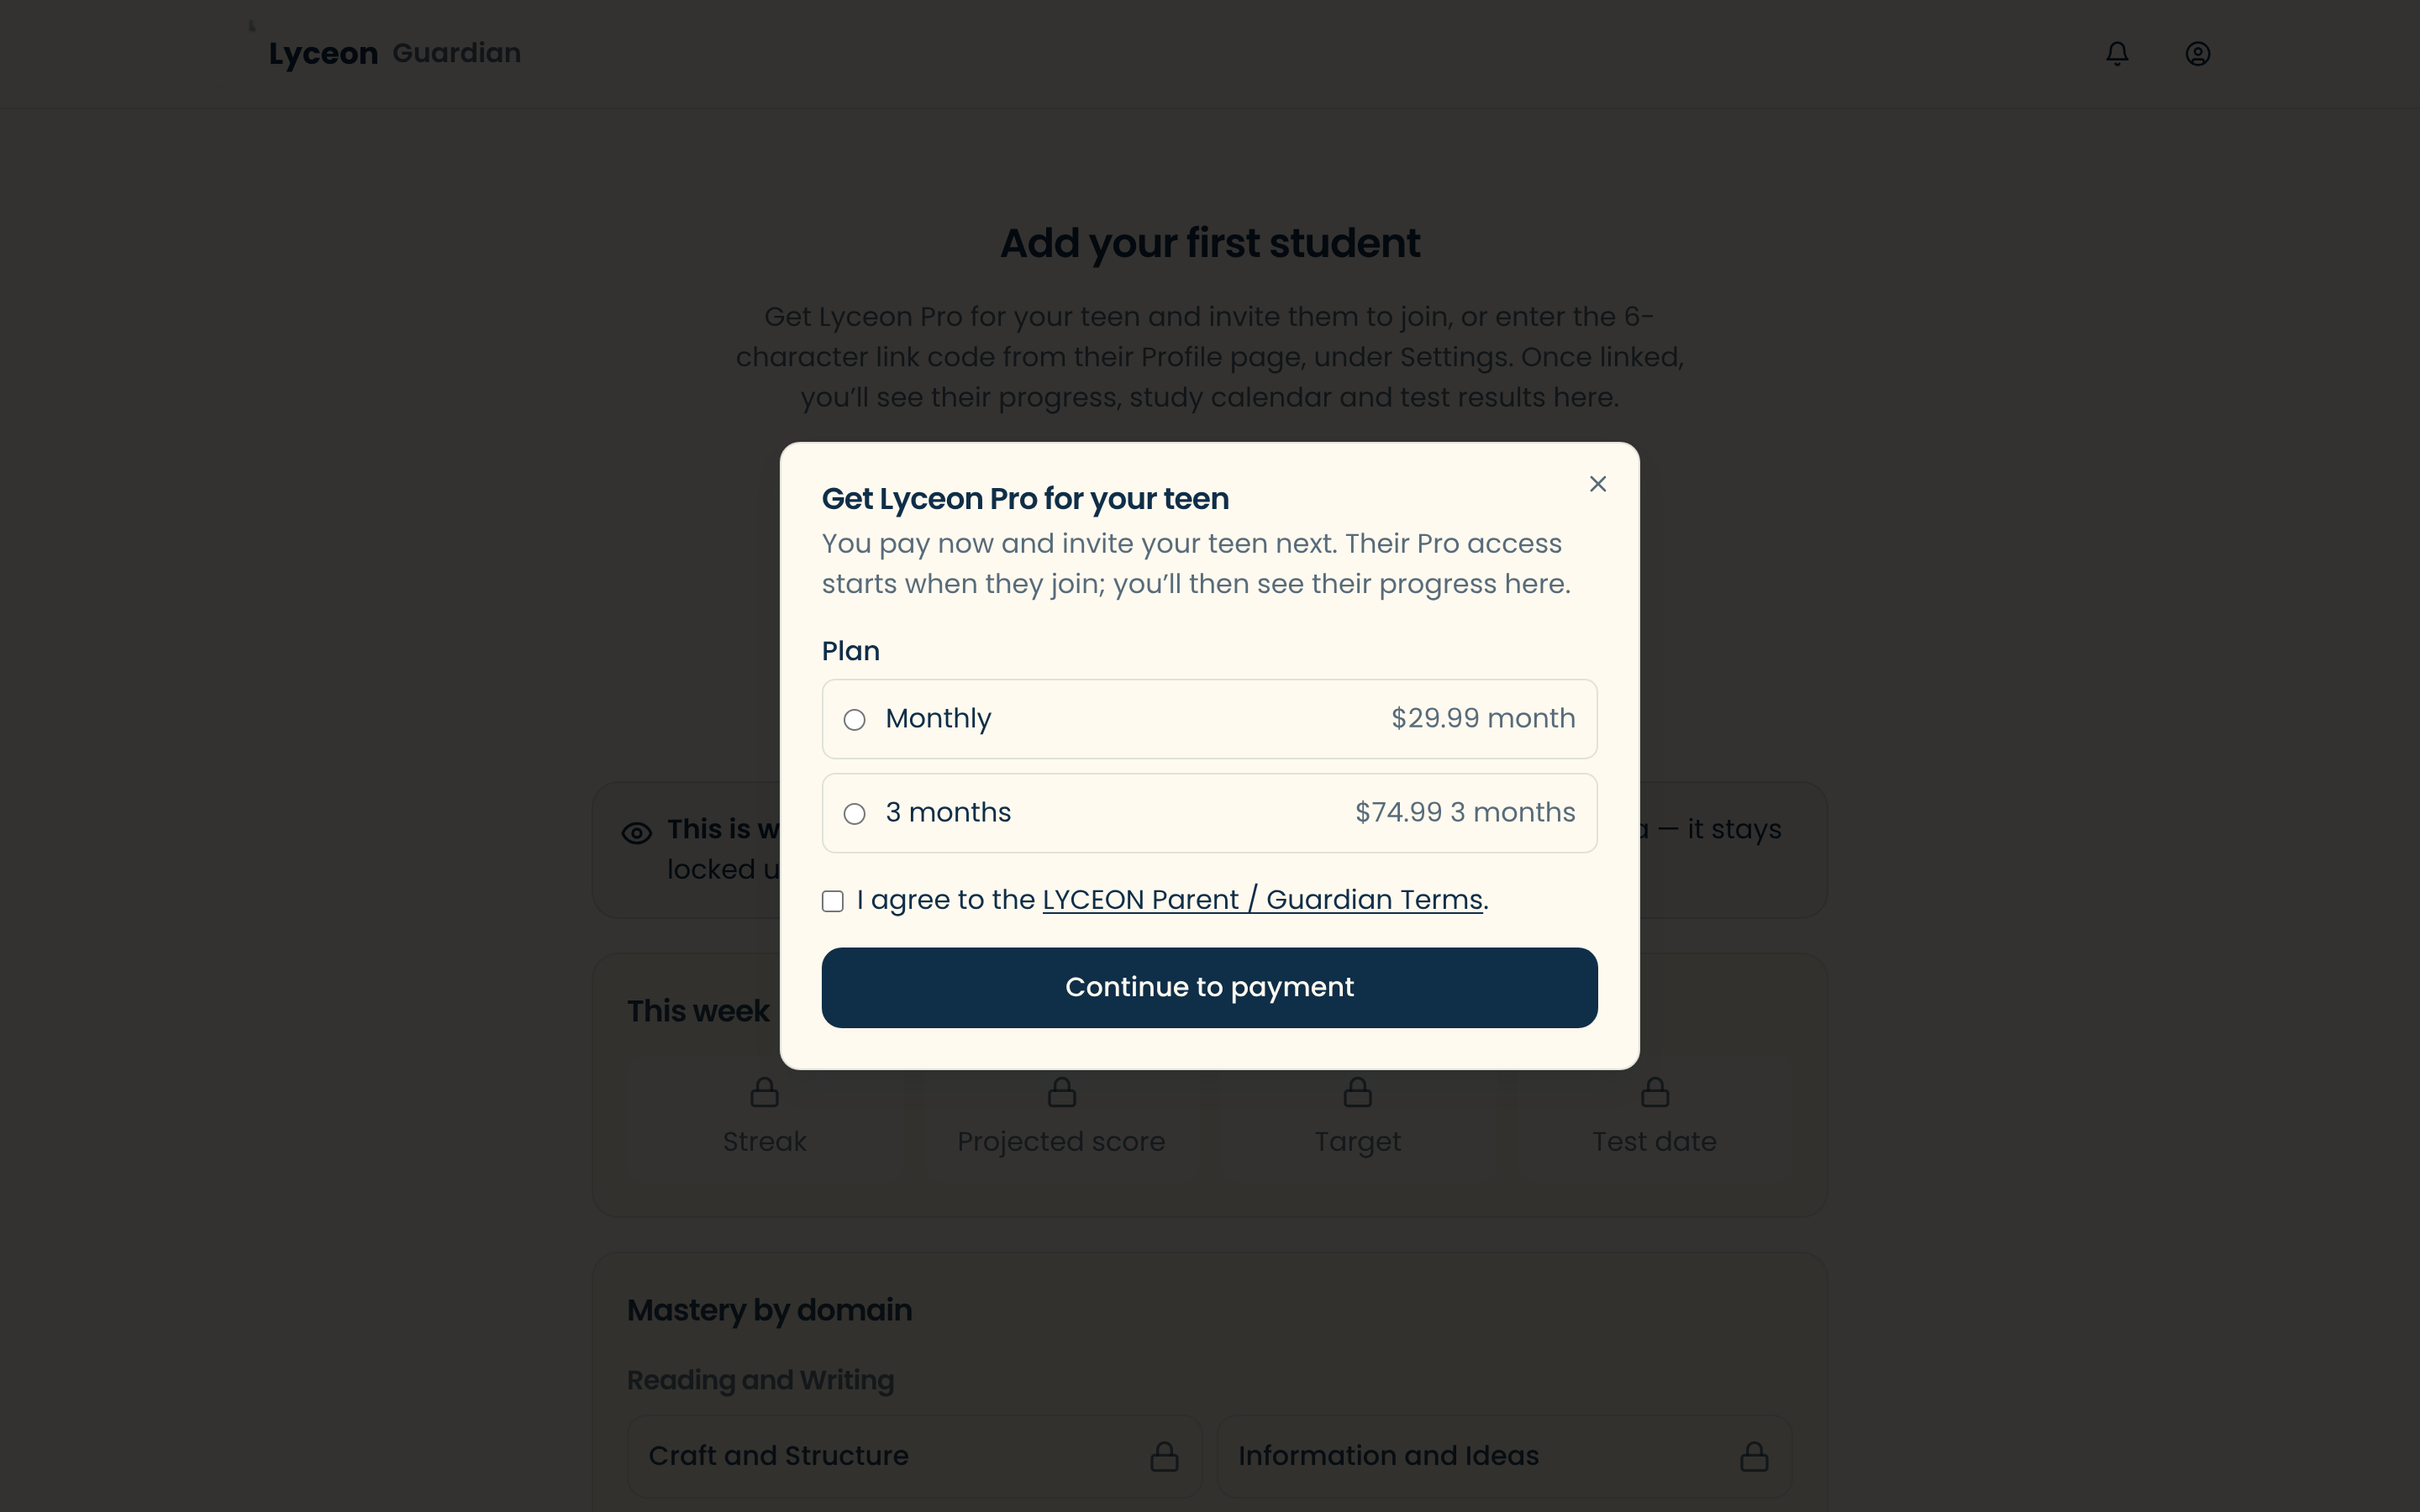 Lyceon Guardian
Add your first student
Get Lyceon Pro for your teen and invite them to join, or enter the 6-
character link code from their Profile page, under Settings. Once linked,
you’ll see their progress, study calendar and test results here.
Get Lyceon Pro for your teen
You pay now and invite your teen next. Their Pro access
starts when they join; you’ll then see their progress here.
Plan
Monthly $29.99 month
3 months $74.99 3 months
I agree to the LYCEON Parent / Guardian Terms.
Continue to payment
This is — it stays
locked
This week
Streak Projected score Target Test date
Mastery by domain
Reading and Writing
Craft and Structure Information and Ideas